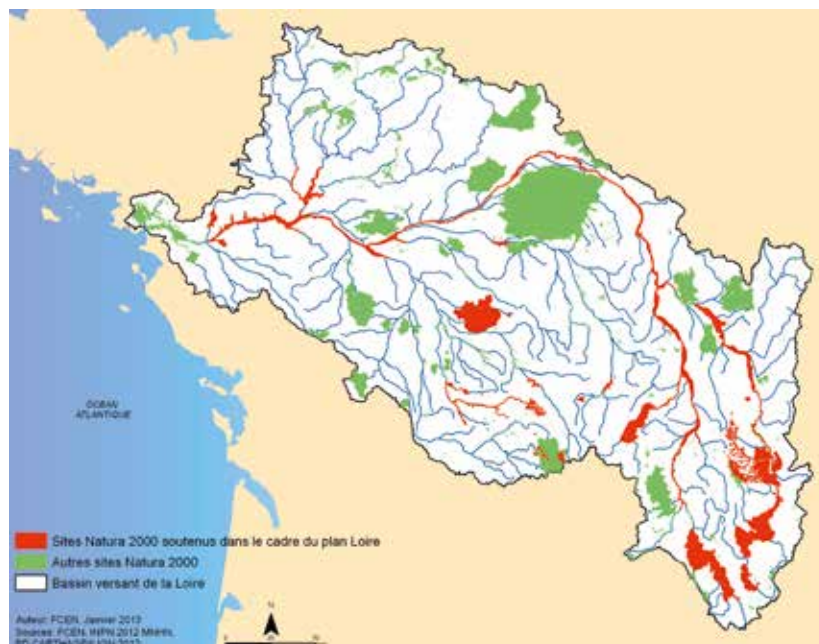 OCÉAN
ATLANTIQUE
Sites Natura 2000 soutenus dans le cadre du plan Loire
Autres sites Natura 2000
Bassin versant de la Loire
Auteur: FCEN, Janvier 2013
Sources: FCEN, INPN 2012 MNHN,
N